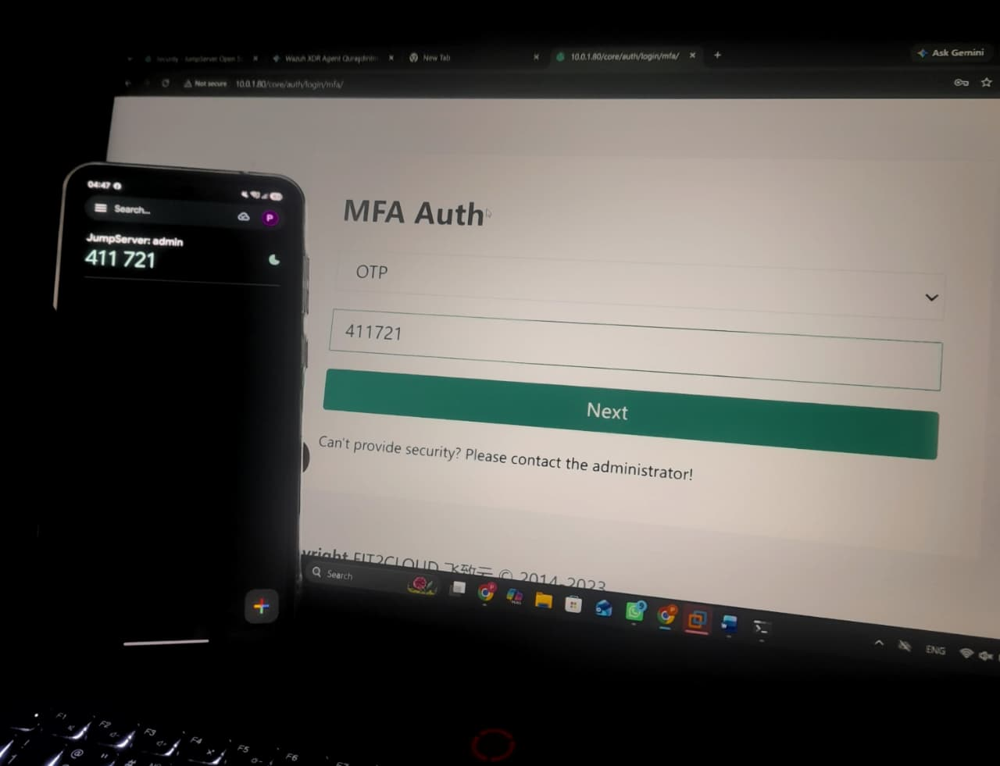 Security - JumpServer Open S
Wazuh XDR Agent
New Tab
10.0.1.80/core/auth/login/mfa/
Ask Gemini
Not secure
10.0.1.80/core/auth/login/mfa/
04:47
Search...
P
JumpServer: admin
411 721
MFA Auth
OTP
411721
Next
Can't provide security? Please contact the administrator!
yright FIT2CLOUD 飞致云 © 2014-2023
Search
ENG
F1
F2
F3
F4
F5
F6